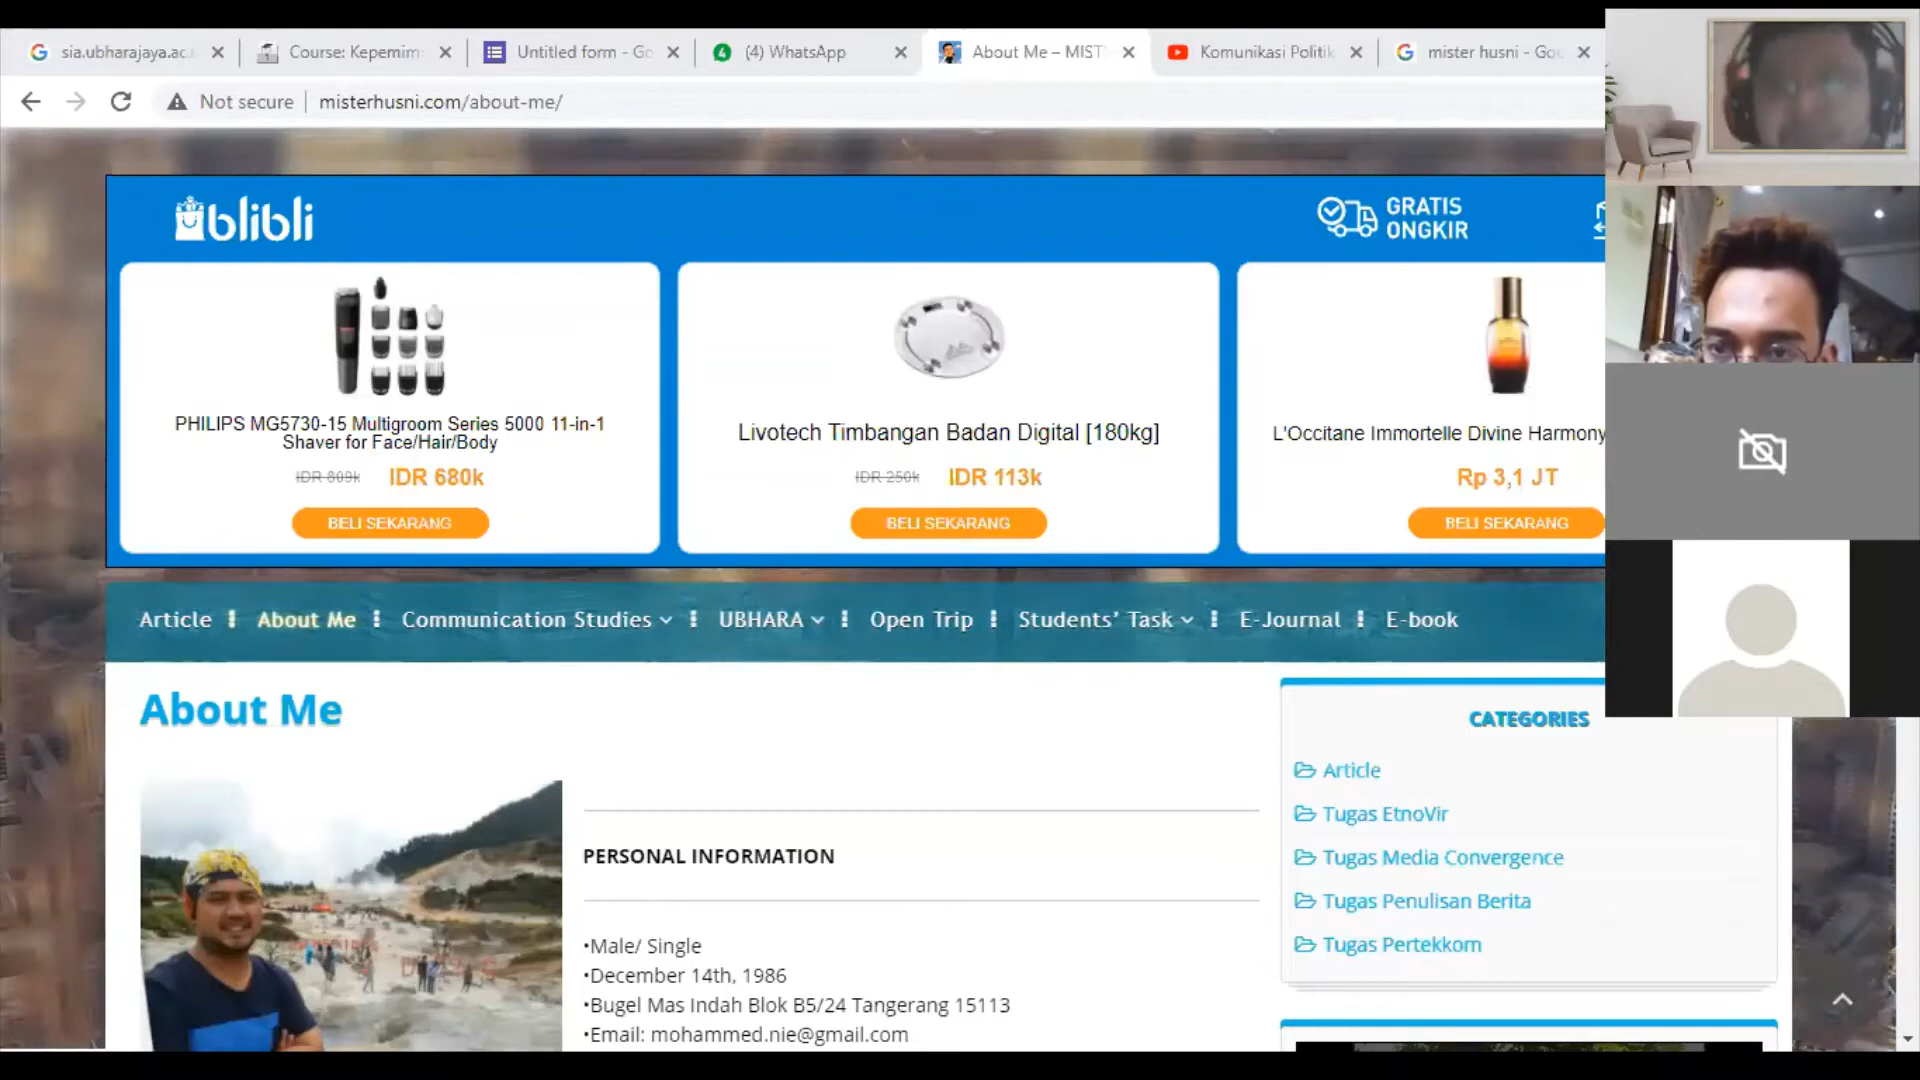 sia.ubharajaya.ac.
Course: Kepemim
Untitled form - Go
(4) WhatsApp
About Me – MIST
Komunikasi Politik
mister husni - Goo
Not secure
misterhusni.com/about-me/
blibli
GRATIS
ONGKIR
PHILIPS MG5730-15 Multigroom Series 5000 11-in-1
Shaver for Face/Hair/Body
IDR 809k IDR 680k
BELI SEKARANG
Livotech Timbangan Badan Digital [180kg]
IDR 250k IDR 113k
BELI SEKARANG
L'Occitane Immortelle Divine Harmony
Rp 3,1 JT
BELI SEKARANG
Article
About Me
Communication Studies
UBHARA
Open Trip
Students' Task
E-Journal
E-book
About Me
PERSONAL INFORMATION
•Male/ Single
•December 14th, 1986
•Bugel Mas Indah Blok B5/24 Tangerang 15113
•Email: mohammed.nie@gmail.com
CATEGORIES
Article
Tugas EtnoVir
Tugas Media Convergence
Tugas Penulisan Berita
Tugas Pertekkom